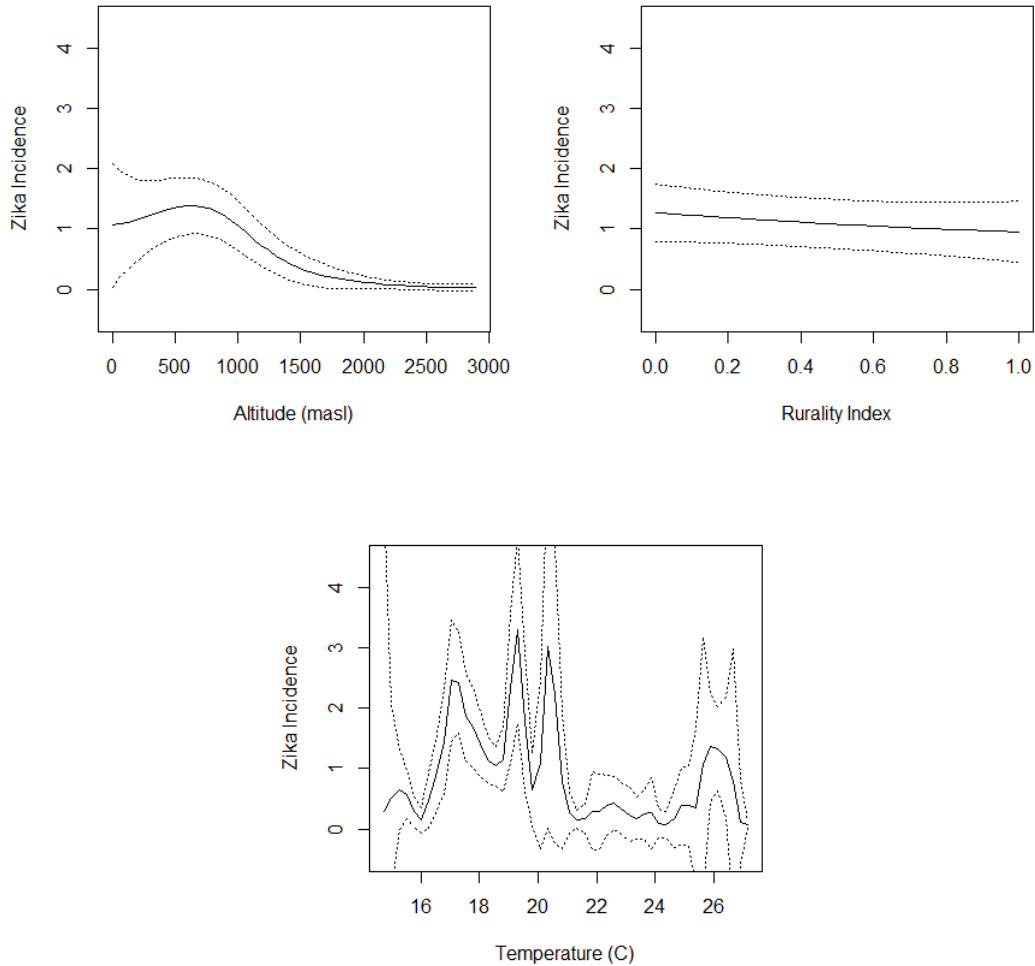 Zika Incidence
4
3
2
1
0
0 500 1000 1500 2000 2500 3000
Altitude (masl)
Zika Incidence
4
3
2
1
0
0.0 0.2 0.4 0.6 0.8 1.0
Rurality Index
Zika Incidence
4
3
2
1
0
16 18 20 22 24 26
Temperature (C)